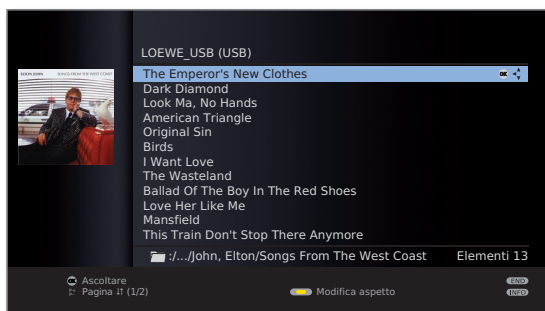 LOEWE_USB (USB)
ELTON JOHN SONGS FROM THE WEST COAST
The Emperor's New Clothes OK
Dark Diamond
Look Ma, No Hands
American Triangle
Original Sin
Birds
I Want Love
The Wasteland
Ballad Of The Boy In The Red Shoes
Love Her Like Me
Mansfield
This Train Don't Stop There Anymore
:/.../John, Elton/Songs From The West Coast Elementi 13
OK Ascoltare END
Pagina (1/2) Modifica aspetto INFO